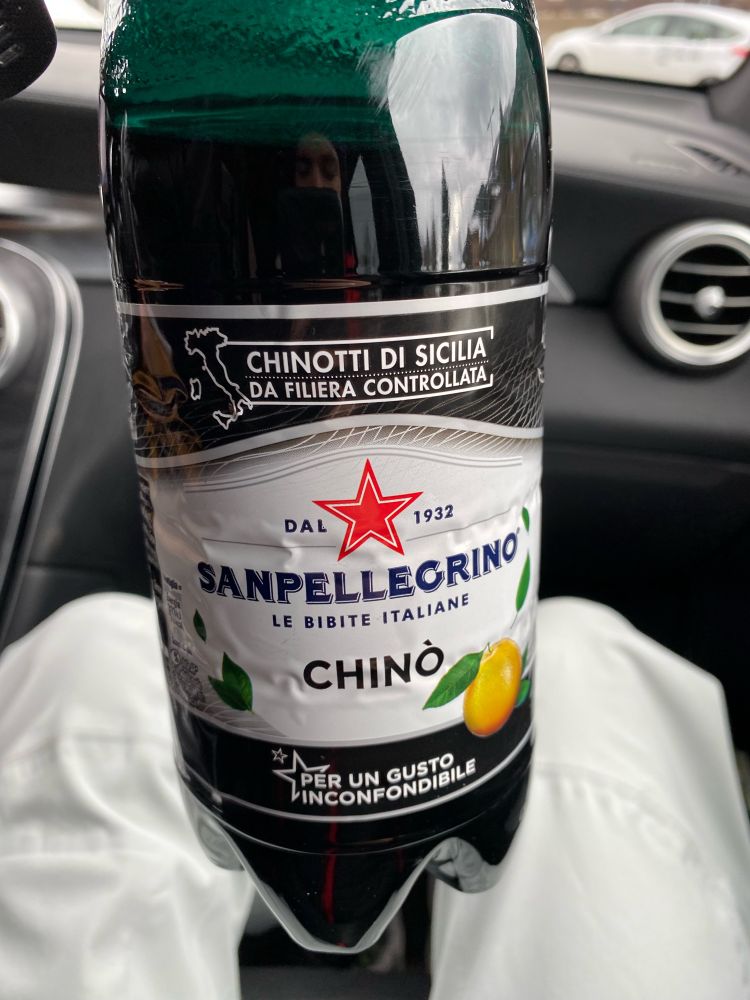 CHINOTTI DI SICILIA
DA FILIERA CONTROLLATA
DAL 1932
SANPELLEGRINO
LE BIBITE ITALIANE
CHINÒ
PER UN GUSTO
INCONFONDIBILE